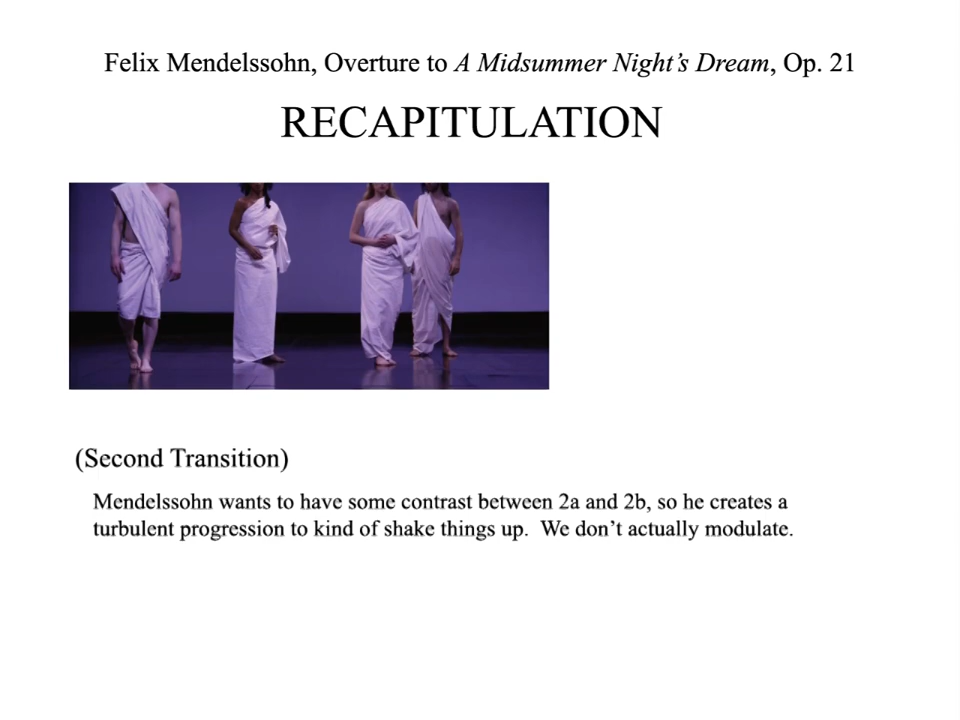 Felix Mendelssohn, Overture to A Midsummer Night’s Dream, Op. 21
RECAPITULATION
(Second Transition)
Mendelssohn wants to have some contrast between 2a and 2b, so he creates a
turbulent progression to kind of shake things up.  We don’t actually modulate.